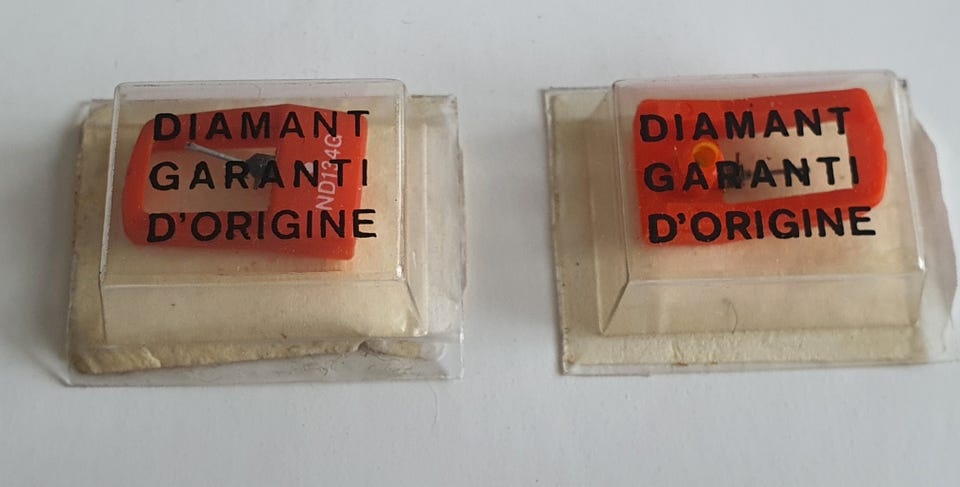 DIAMANT
GARANTI
D'ORIGINE
ND134G
DIAMANT
GARANTI
D'ORIGINE